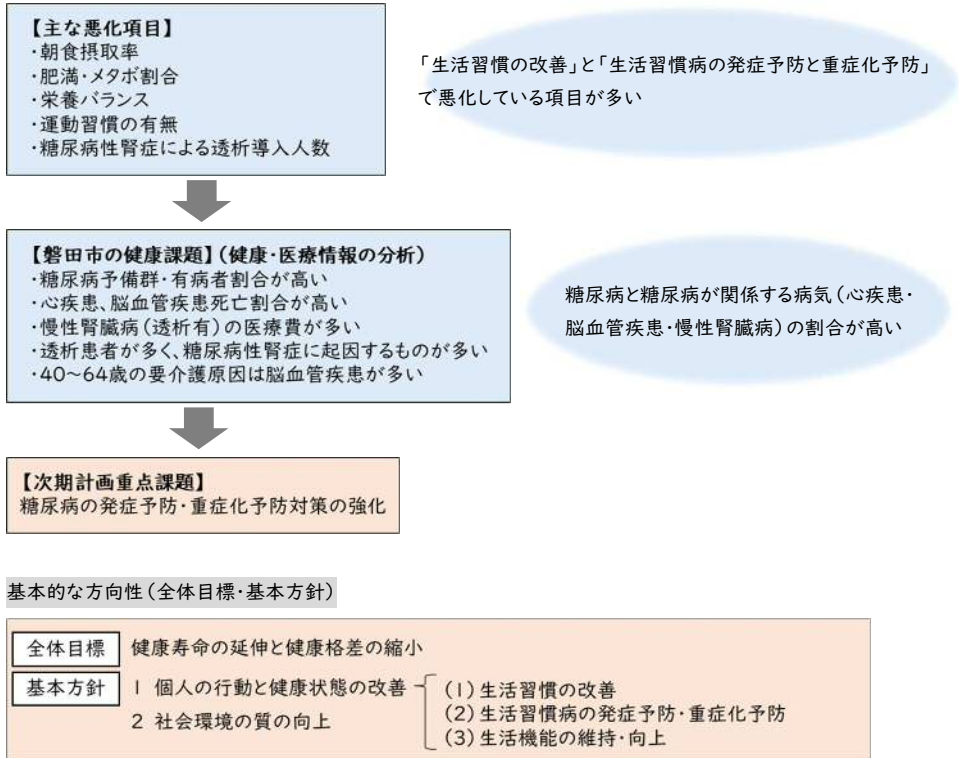 【主な悪化項目】
・朝食摂取率
・肥満・メタボ割合
・栄養バランス
・運動習慣の有無
・糖尿病性腎症による透析導入人数
「生活習慣の改善」と「生活習慣病の発症予防と重症化予防」
で悪化している項目が多い
【磐田市の健康課題】(健康・医療情報の分析)
・糖尿病予備群・有病者割合が高い
・心疾患、脳血管疾患死亡割合が高い
・慢性腎臓病(透析有)の医療費が多い
・透析患者が多く、糖尿病性腎症に起因するものが多い
・40~64歳の要介護原因は脳血管疾患が多い
糖尿病と糖尿病が関係する病気(心疾患・
脳血管疾患・慢性腎臓病)の割合が高い
【次期計画重点課題】
糖尿病の発症予防・重症化予防対策の強化
基本的な方向性(全体目標・基本方針)
全体目標 健康寿命の延伸と健康格差の縮小
基本方針 1 個人の行動と健康状態の改善
(1)生活習慣の改善
(2)生活習慣病の発症予防・重症化予防
(3)生活機能の維持・向上
2 社会環境の質の向上